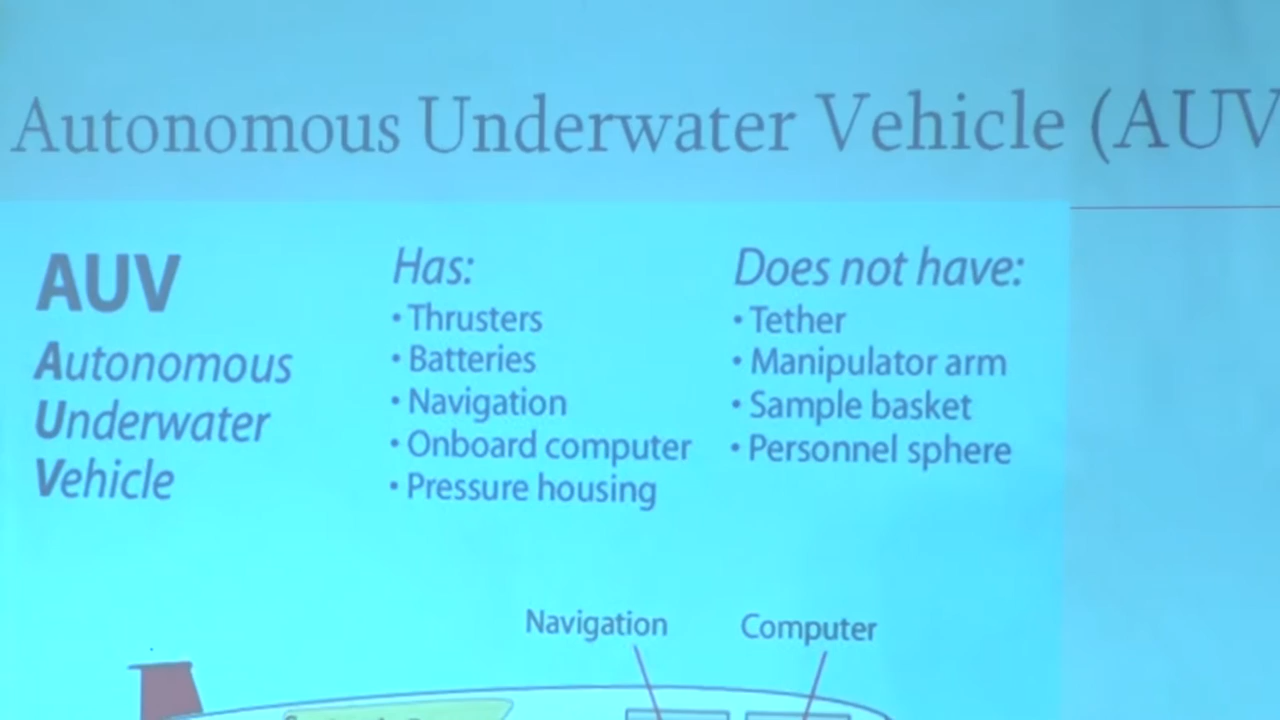 Autonomous Underwater Vehicle (AUV
AUV
Autonomous
Underwater
Vehicle
Has:
• Thrusters
• Batteries
• Navigation
• Onboard computer
• Pressure housing
Does not have:
• Tether
• Manipulator arm
• Sample basket
• Personnel sphere
Navigation
Computer